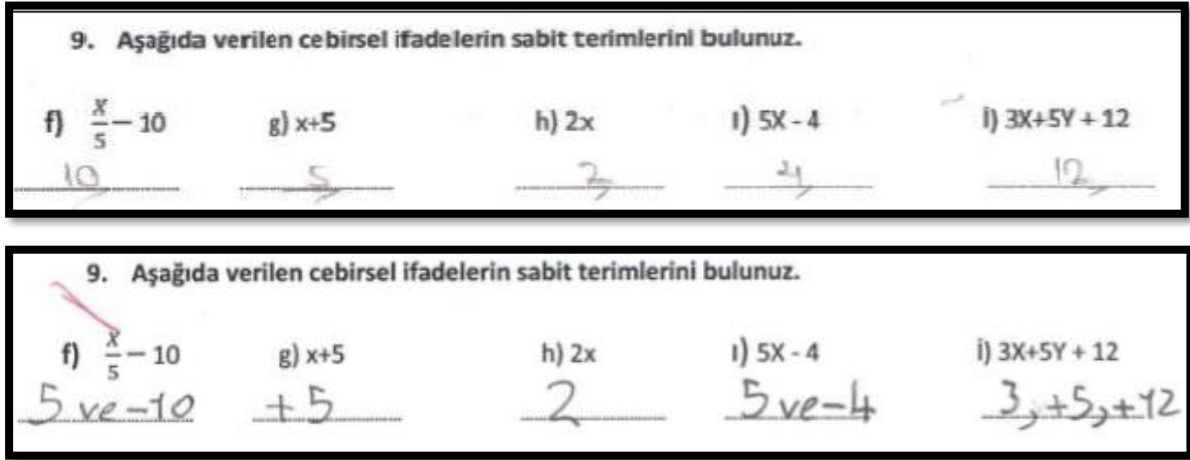 9. Aşağıda verilen cebirsel ifadelerin sabit terimlerini bulunuz.
f) x/5 - 10 g) x+5 h) 2x ı) 5X - 4 i) 3X+5Y + 12
10 5 2 4 12
9. Aşağıda verilen cebirsel ifadelerin sabit terimlerini bulunuz.
f) x/5 - 10 g) x+5 h) 2x ı) 5X - 4 i) 3X+5Y + 12
5 ve -10 +5 2 5 ve -4 3, +5, +12